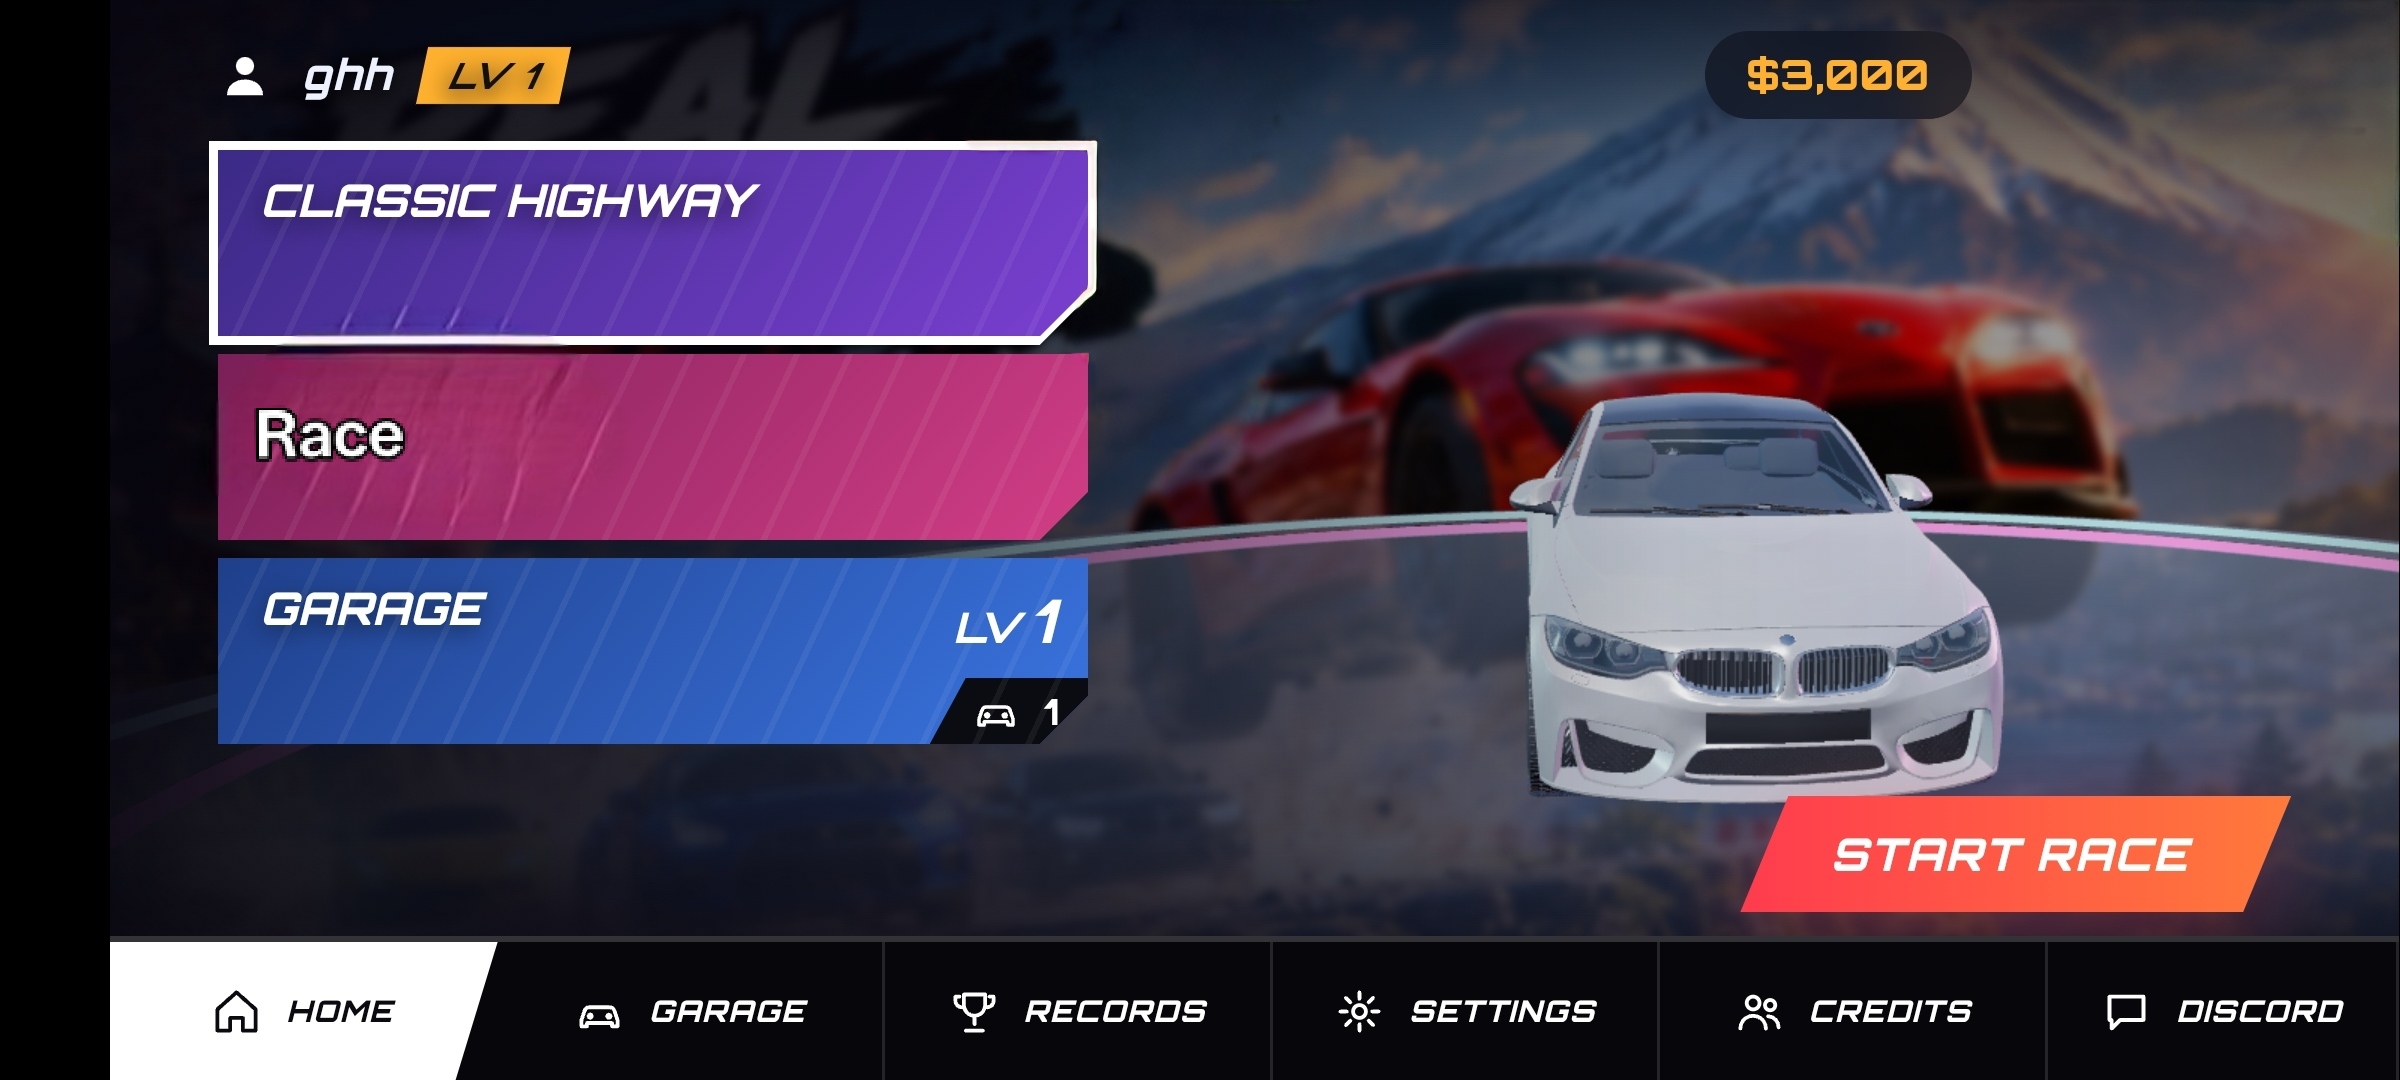 ghh LV 1
$3,000
CLASSIC HIGHWAY
Race
GARAGE
LV 1
1
START RACE
HOME
GARAGE
RECORDS
SETTINGS
CREDITS
DISCORD